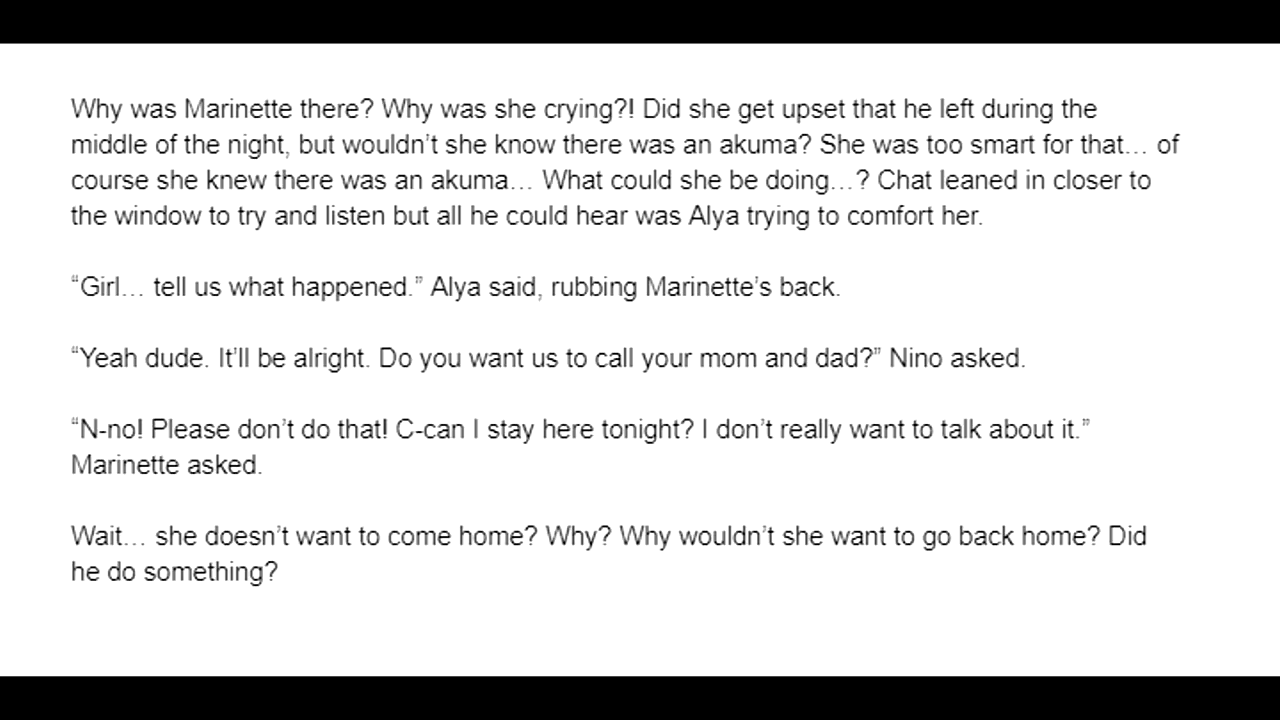 Why was Marinette there? Why was she crying?! Did she get upset that he left during the
middle of the night, but wouldn’t she know there was an akuma? She was too smart for that… of
course she knew there was an akuma… What could she be doing…? Chat leaned in closer to
the window to try and listen but all he could hear was Alya trying to comfort her.
“Girl… tell us what happened.” Alya said, rubbing Marinette’s back.
“Yeah dude. It’ll be alright. Do you want us to call your mom and dad?” Nino asked.
“N-no! Please don’t do that! C-can I stay here tonight? I don’t really want to talk about it.”
Marinette asked.
Wait… she doesn’t want to come home? Why? Why wouldn’t she want to go back home? Did
he do something?